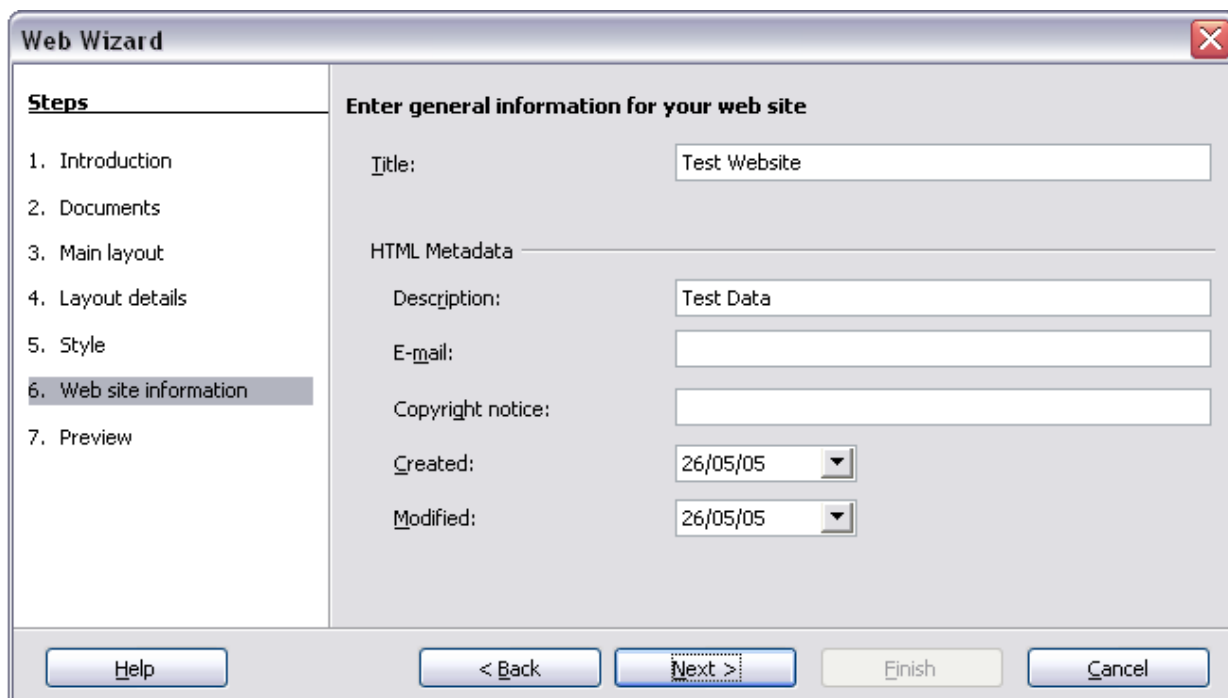 Web Wizard
Steps
1. Introduction
2. Documents
3. Main layout
4. Layout details
5. Style
6. Web site information
7. Preview
Enter general information for your web site
Title: Test Website
HTML Metadata
Description: Test Data
E-mail:
Copyright notice:
Created: 26/05/05
Modified: 26/05/05
Help < Back Next > Finish Cancel